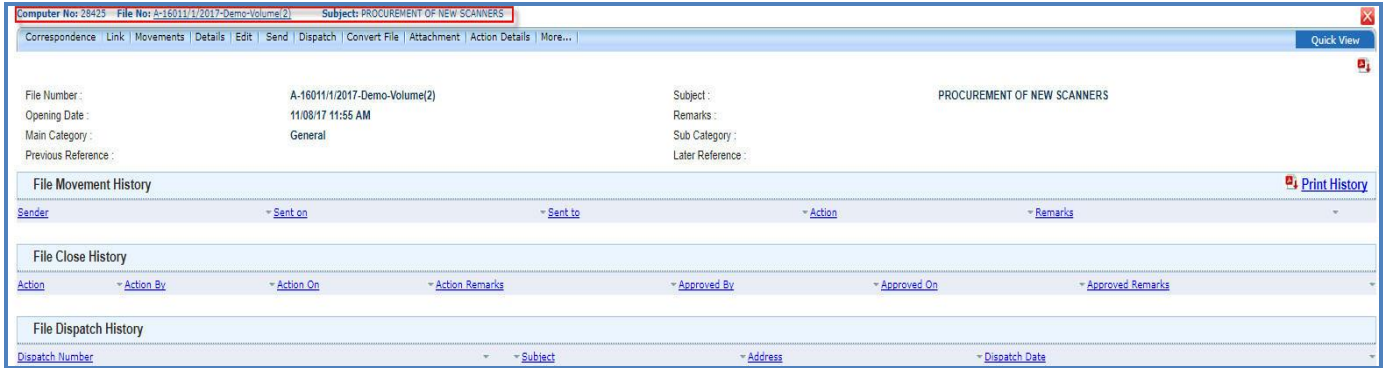 Computer No: 28425 File No: A-16011/1/2017-Demo-Volume(2) Subject: PROCUREMENT OF NEW SCANNERS
Correspondence | Link | Movements | Details | Edit | Send | Dispatch | Convert File | Attachment | Action Details | More... |
Quick View
File Number : A-16011/1/2017-Demo-Volume(2) Subject : PROCUREMENT OF NEW SCANNERS
Opening Date : 11/08/17 11:55 AM Remarks :
Main Category : General Sub Category :
Previous Reference : Later Reference :
File Movement History Print History
Sender Sent on Sent to Action Remarks
File Close History
Action Action By Action On Action Remarks Approved By Approved On Approved Remarks
File Dispatch History
Dispatch Number Subject Address Dispatch Date